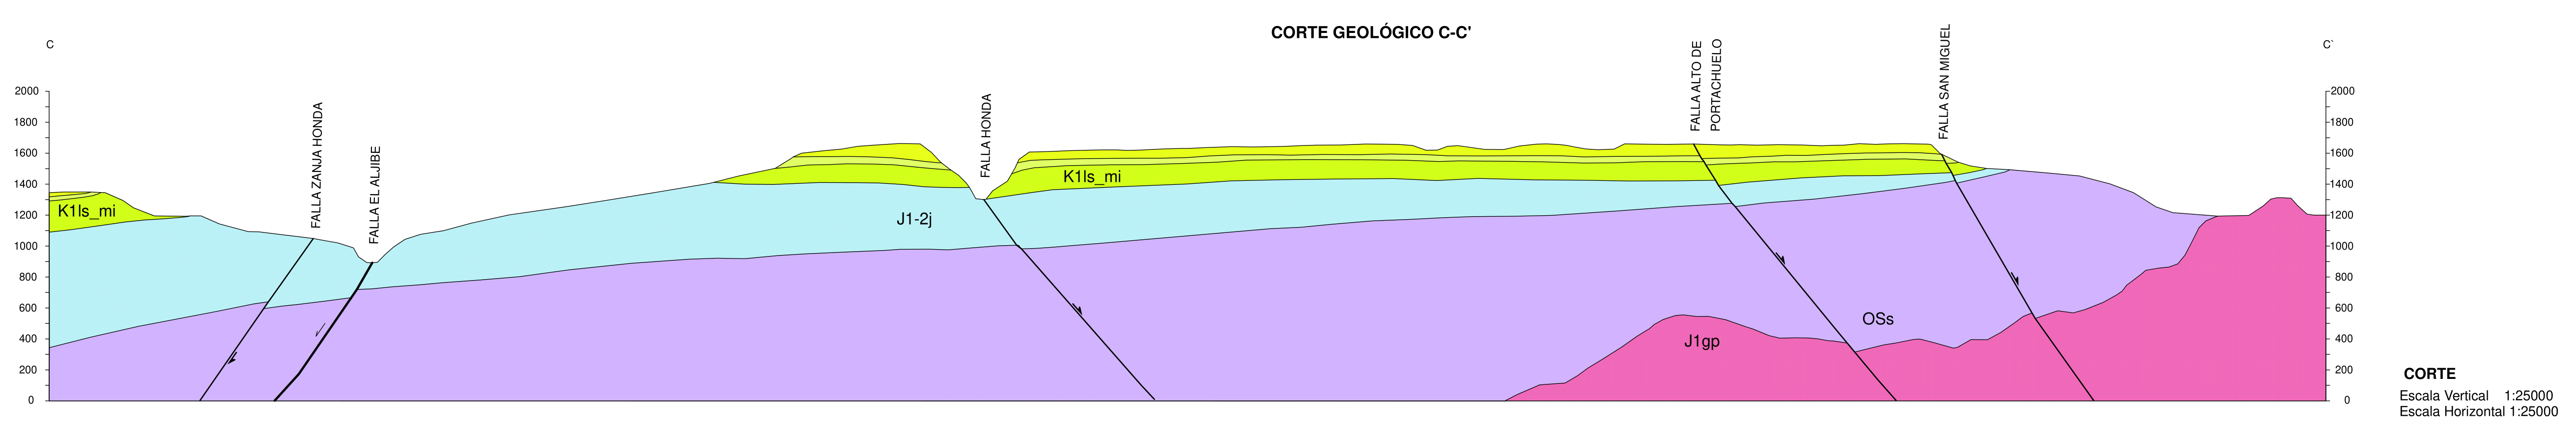 CORTE GEOLÓGICO C-C'
C
C`
FALLA ZANJA HONDA
FALLA EL ALJIBE
FALLA HONDA
FALLA ALTO DE
PORTACHUELO
FALLA SAN MIGUEL
2000
1800
1600
1400
1200
1000
800
600
400
200
0
2000
1800
1600
1400
1200
1000
800
600
400
200
0
K1ls_mi
K1ls_mi
J1-2j
OSs
J1gp
CORTE
Escala Vertical 1:25000
Escala Horizontal 1:25000